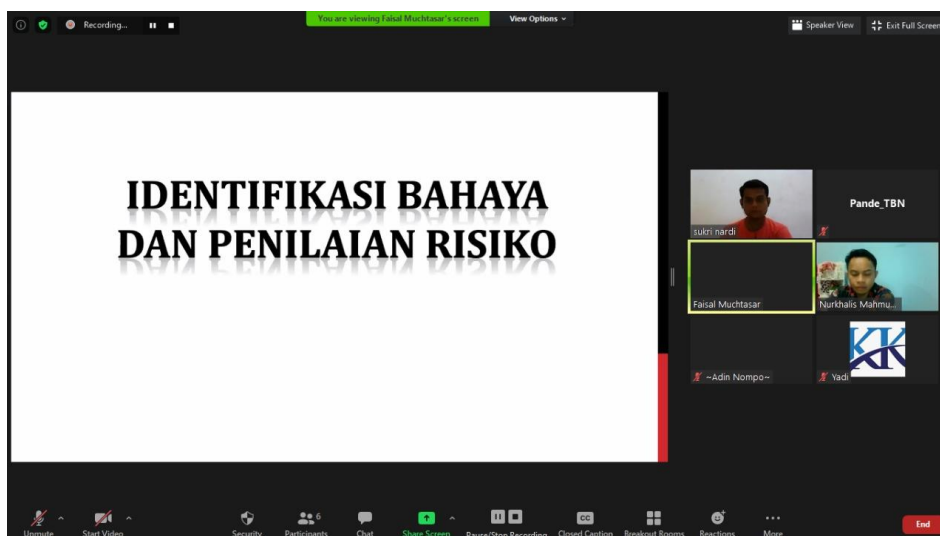 Recording...
You are viewing Faisal Muchtasar's screen
View Options
Speaker View
Exit Full Screen
IDENTIFIKASI BAHAYA
DAN PENILAIAN RISIKO
sukri nardi
Pande_TBN
Faisal Muchtasar
Nurkhalis Mahmu...
~Adin Nompo~
KK
Yadi
Unmute
Start Video
Security
Participants
6
Chat
Share Screen
Pause/Stop Recording
CC
Closed Caption
Breakout Rooms
Reactions
More
End